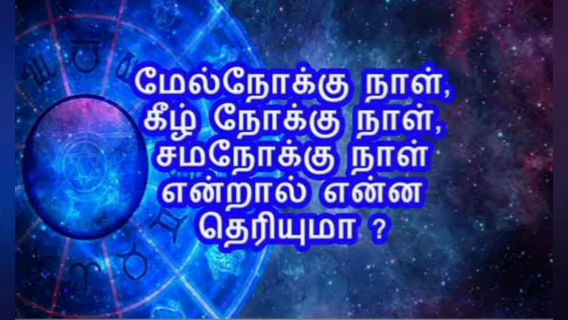 மேல்நோக்கு நாள்,
கீழ் நோக்கு நாள்,
சமநோக்கு நாள்
என்றால் என்ன
தெரியுமா ?